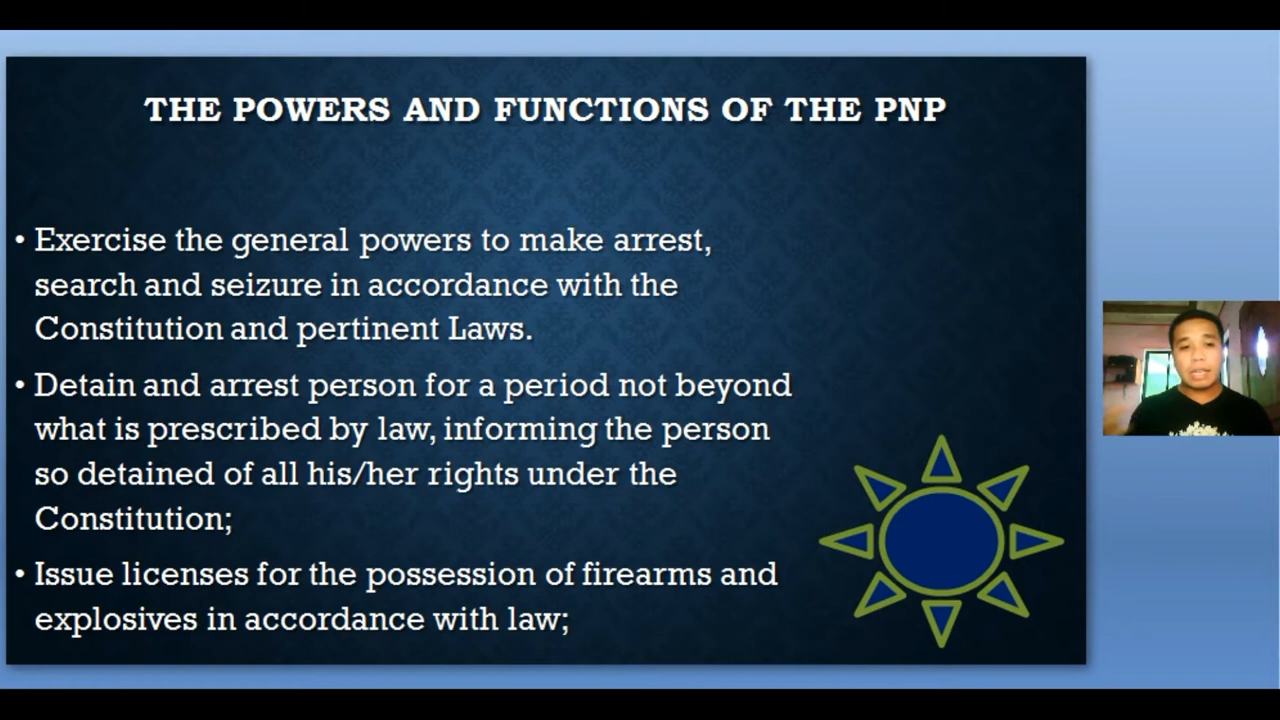 THE POWERS AND FUNCTIONS OF THE PNP
• Exercise the general powers to make arrest,
search and seizure in accordance with the
Constitution and pertinent Laws.
• Detain and arrest person for a period not beyond
what is prescribed by law, informing the person
so detained of all his/her rights under the
Constitution;
• Issue licenses for the possession of firearms and
explosives in accordance with law;